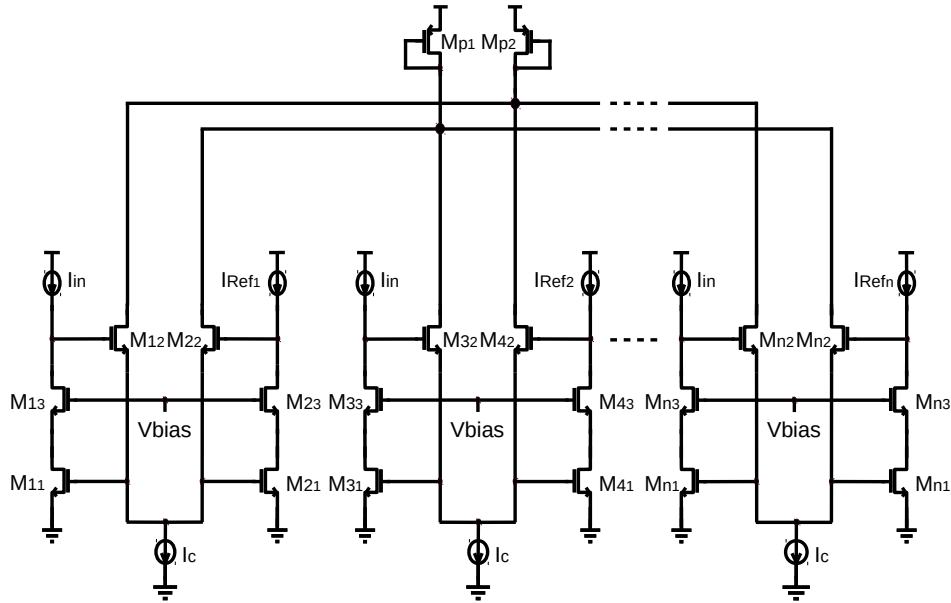 Mp1 Mp2
Iin IRef1 Iin IRef2 Iin IRefn
M12 M22 M32 M42 Mn2 Mn2
M13 M23 M33 M43 Mn3 Mn3
Vbias Vbias Vbias
M11 M21 M31 M41 Mn1 Mn1
Ic Ic Ic